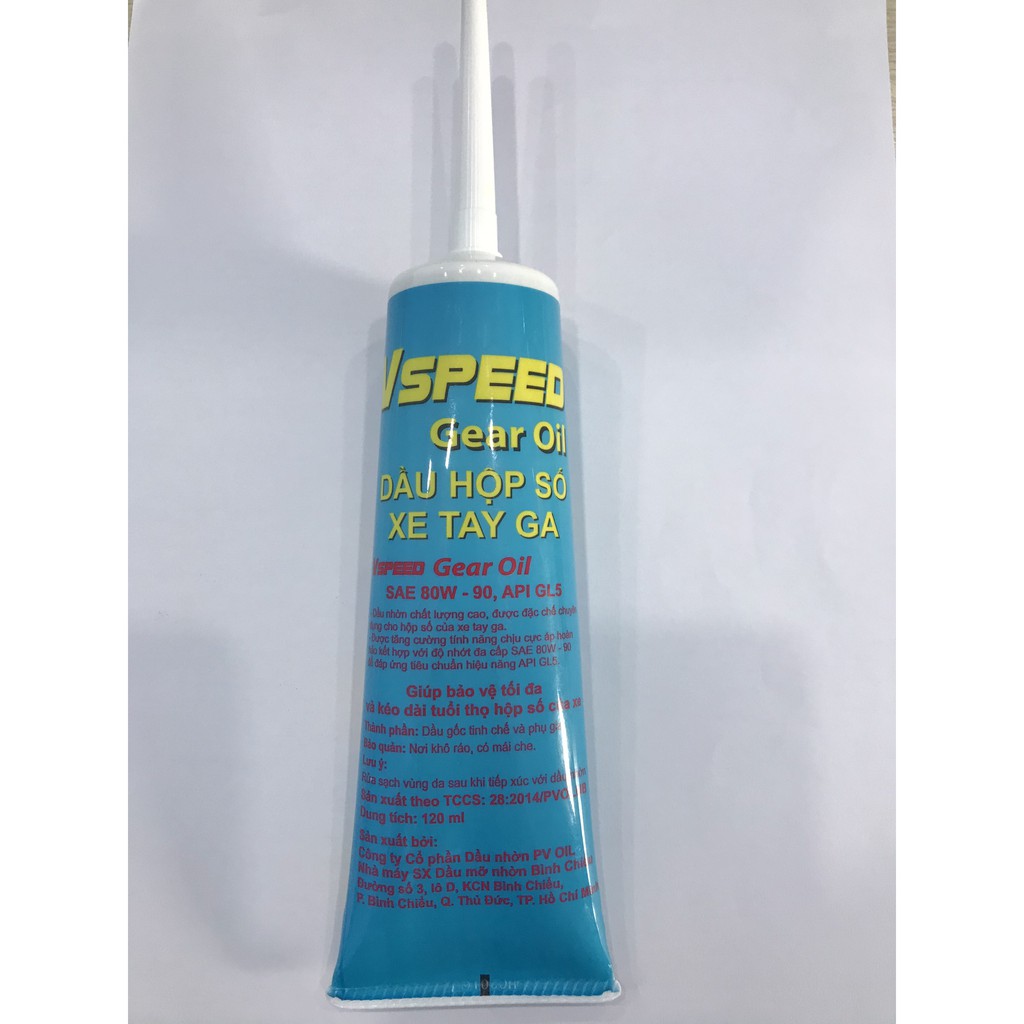 VSPEED
Gear Oil
DẦU HỘP SỐ
XE TAY GA
VSPEED Gear Oil
SAE 80W - 90, API GL5
- Dầu nhờn chất lượng cao, được đặc chế chuyên
dụng cho hộp số của xe tay ga.
- Được tăng cường tính năng chịu cực áp hoàn
hảo kết hợp với độ nhớt đa cấp SAE 80W - 90
để đáp ứng tiêu chuẩn hiệu năng API GL5.
Giúp bảo vệ tối đa
và kéo dài tuổi thọ hộp số của xe
Thành phần: Dầu gốc tinh chế và phụ gia
Bảo quản: Nơi khô ráo, có mái che.
Lưu ý:
Rửa sạch vùng da sau khi tiếp xúc với dầu nhờn
Sản xuất theo TCCS: 28:2014/PVOIL
Dung tích: 120 ml
Sản xuất bởi:
Công ty Cổ phần Dầu nhờn PV OIL
Nhà máy SX Dầu mỡ nhờn Bình Chiểu
Đường số 3, lô D, KCN Bình Chiểu,
P. Bình Chiểu, Q. Thủ Đức, TP. Hồ Chí Minh